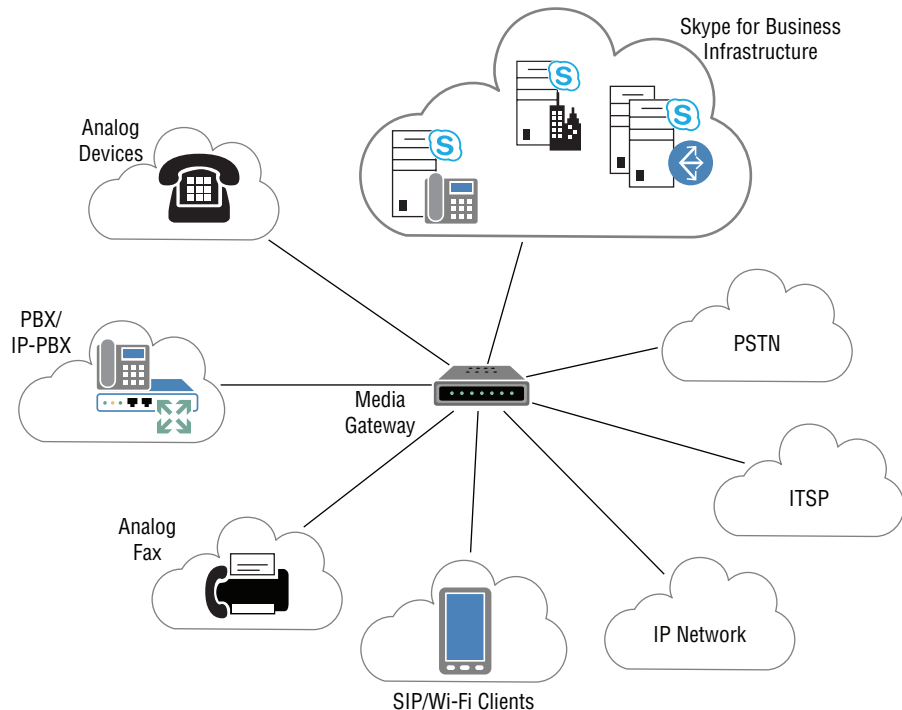 Skype for Business
Infrastructure
S
S
S
Analog
Devices
PBX/
IP-PBX
PSTN
Media
Gateway
ITSP
Analog
Fax
IP Network
SIP/Wi-Fi Clients